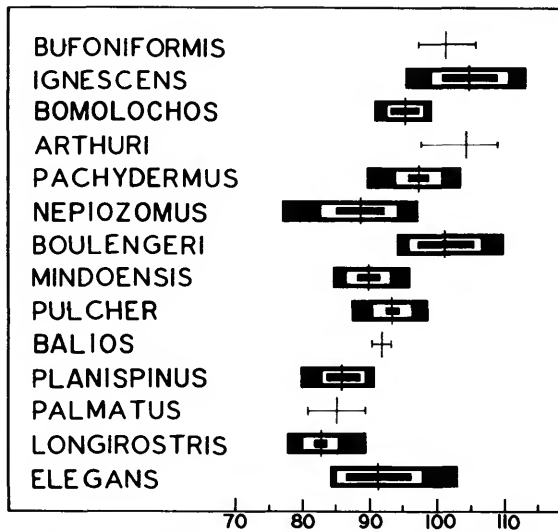 BUFONIFORMIS
IGNESCENS
BOMOLOCHOS
ARTHURI
PACHYDERMUS
NEPIOZOMUS
BOULENGERI
MINDOENSIS
PULCHER
BALIOS
PLANISPINUS
PALMATUS
LONGIROSTRIS
ELEGANS
70 80 90 100 110